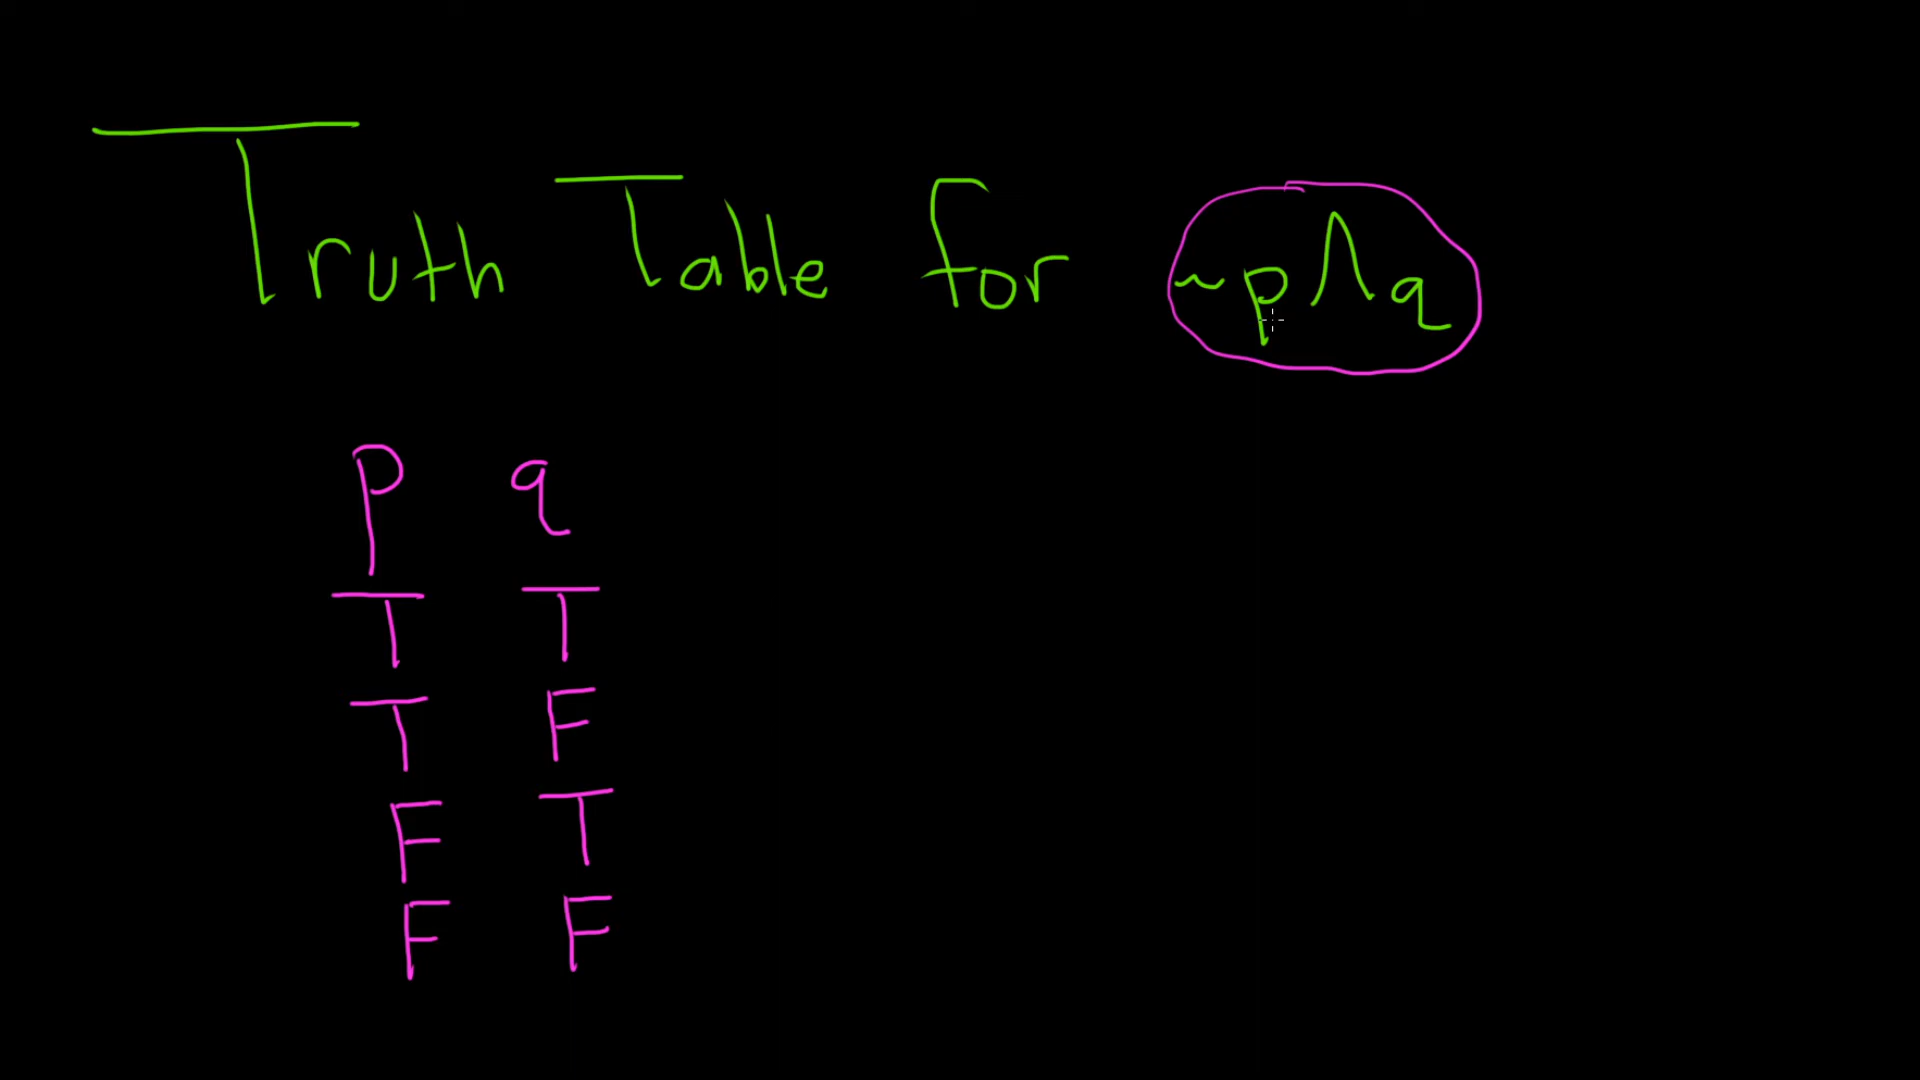 Truth Table for ~p∧q
p q
T T
T F
F T
F F